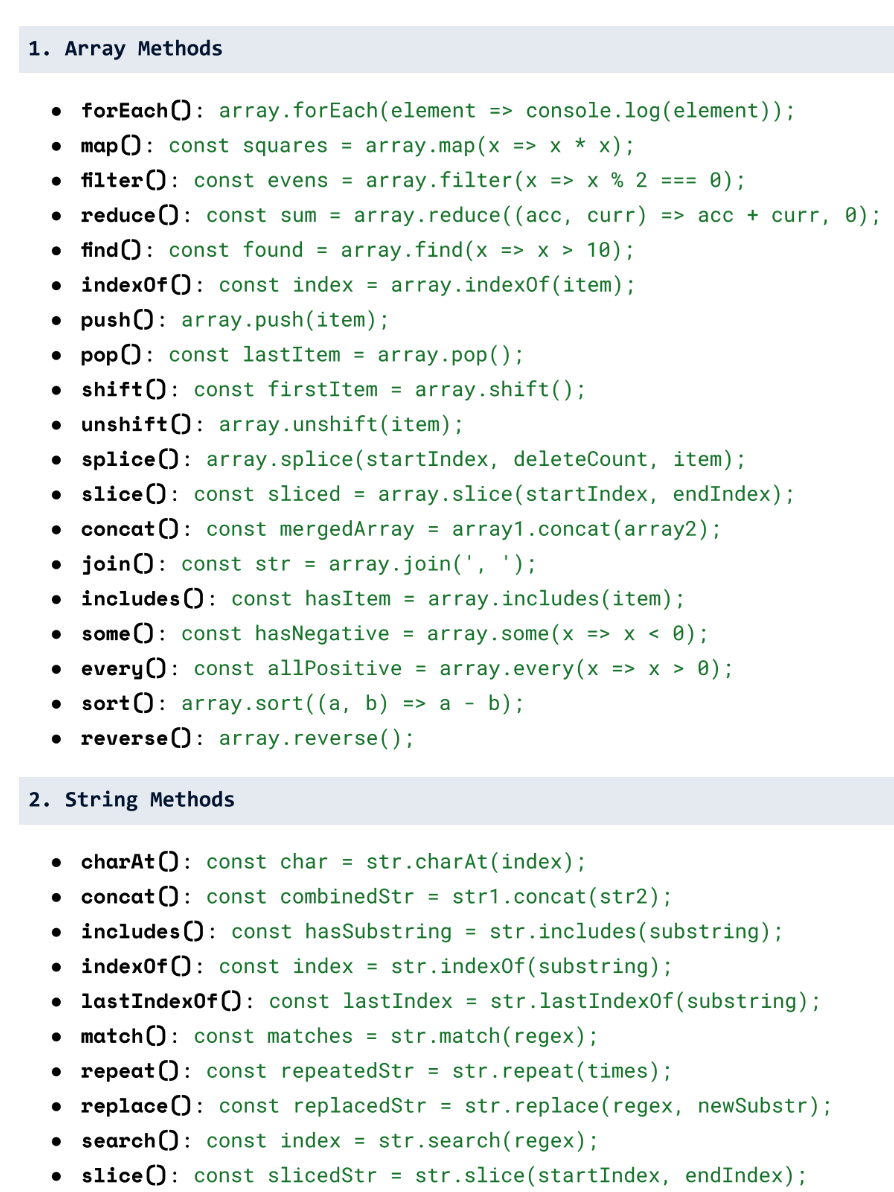 1. Array Methods
● forEach(): array.forEach(element => console.log(element));
● map(): const squares = array.map(x => x * x);
● filter(): const evens = array.filter(x => x % 2 === 0);
● reduce(): const sum = array.reduce((acc, curr) => acc + curr, 0);
● find(): const found = array.find(x => x > 10);
● indexOf(): const index = array.indexOf(item);
● push(): array.push(item);
● pop(): const lastItem = array.pop();
● shift(): const firstItem = array.shift();
● unshift(): array.unshift(item);
● splice(): array.splice(startIndex, deleteCount, item);
● slice(): const sliced = array.slice(startIndex, endIndex);
● concat(): const mergedArray = array1.concat(array2);
● join(): const str = array.join(', ');
● includes(): const hasItem = array.includes(item);
● some(): const hasNegative = array.some(x => x < 0);
● every(): const allPositive = array.every(x => x > 0);
● sort(): array.sort((a, b) => a - b);
● reverse(): array.reverse();
2. String Methods
● charAt(): const char = str.charAt(index);
● concat(): const combinedStr = str1.concat(str2);
● includes(): const hasSubstring = str.includes(substring);
● indexOf(): const index = str.indexOf(substring);
● lastIndexOf(): const lastIndex = str.lastIndexOf(substring);
● match(): const matches = str.match(regex);
● repeat(): const repeatedStr = str.repeat(times);
● replace(): const replacedStr = str.replace(regex, newSubstr);
● search(): const index = str.search(regex);
● slice(): const slicedStr = str.slice(startIndex, endIndex);